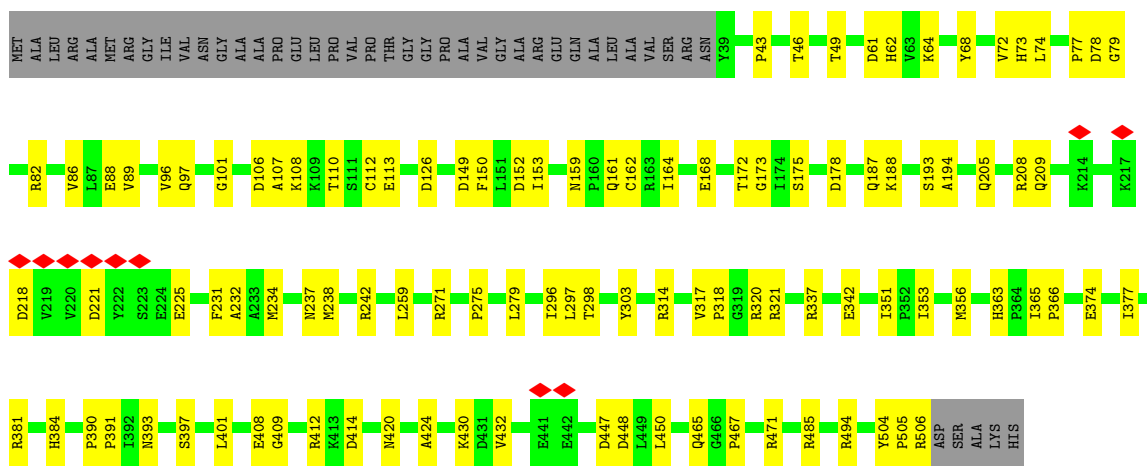 MET ALA LEU ARG ALA MET ARG GLY ILE VAL ASN GLY ALA ALA PRO GLU LEU PRO VAL PRO THR GLY GLY PRO ALA VAL GLY ALA ARG GLU GLN ALA LEU ALA VAL SER ARG ASN Y39 P43 T46 T49 D61 H62 V63 K64 Y68 V72 H73 L74 P77 D78 G79
R82 V86 L87 E88 V89 V96 Q97 G101 D106 A107 K108 K109 T110 S111 C112 E113 D126 D149 F150 L151 D152 I153 N159 P160 Q161 C162 R163 I164 E168 T172 G173 I174 S175 D178 Q187 K188 S193 A194 Q205 R208 Q209 K214 K217
D218 V219 V220 D221 Y222 S223 E224 E225 F231 A232 A233 M234 N237 M238 R242 L259 R271 P275 L279 I296 L297 T298 Y303 R314 V317 P318 G319 R320 R321 R337 E342 I351 P352 I353 M356 H363 P364 I365 P366 E374 I377
R381 H384 P390 P391 I392 N393 S397 L401 E408 G409 R412 K413 D414 N420 A424 K430 D431 V432 E441 E442 D447 D448 L449 L450 Q465 G466 P467 R471 R485 R494 Y504 P505 R506 ASP SER ALA LYS HIS